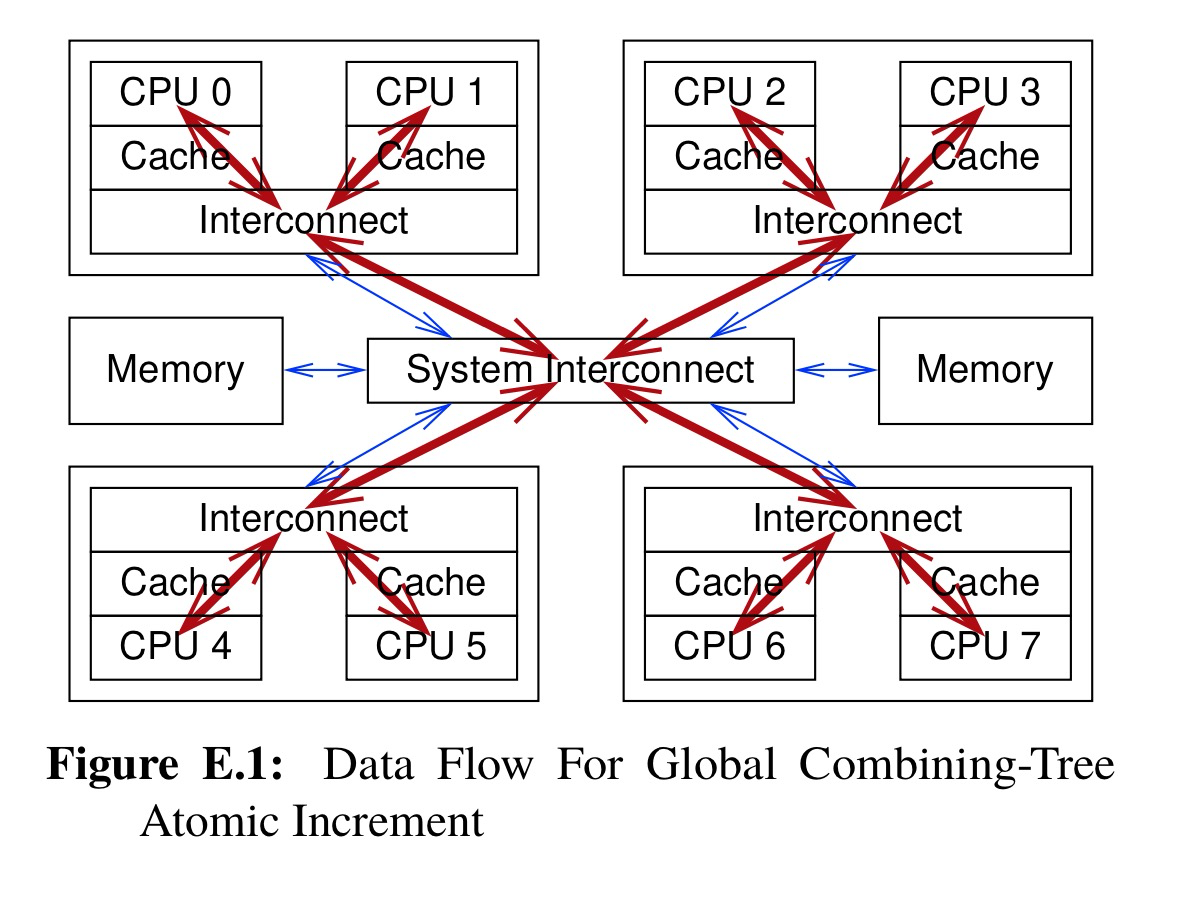 CPU 0 CPU 1 CPU 2 CPU 3
Cache Cache Cache Cache
Interconnect Interconnect
Memory System Interconnect Memory
Interconnect Interconnect
Cache Cache Cache Cache
CPU 4 CPU 5 CPU 6 CPU 7
Figure E.1: Data Flow For Global Combining-Tree
Atomic Increment